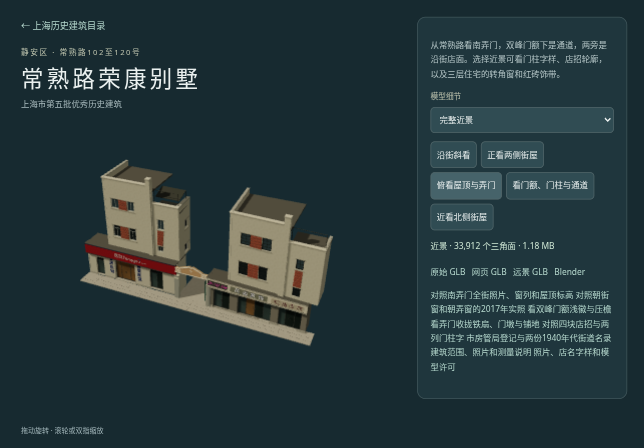 ← 上海历史建筑目录
静安区 · 常熟路102至120号
常熟路荣康别墅
上海市第五批优秀历史建筑
从常熟路看南弄门，双峰门额下是通道，两旁是
沿街店面。选择近景可看门柱字样、店招轮廓，
以及三层住宅的转角窗和红砖饰带。
模型细节
完整近景
沿街斜看
正看两侧街屋
俯看屋顶与弄门
看门额、门柱与通道
近看北侧街屋
近景 · 33,912 个三角面 · 1.18 MB
原始 GLB 网页 GLB 远景 GLB Blender
对照南弄门全街照片、窗列和屋顶标高 对照朝街
窗和朝弄窗的2017年实照 看双峰门额浅徽与压檐
看弄门收拢铁扇、门墩与铺地 对照四块店招与两
列门柱字 市房管局登记与两份1940年代街道名录
建筑范围、照片和测量说明 照片、店名字样和模
型许可
拖动旋转 · 滚轮或双指缩放